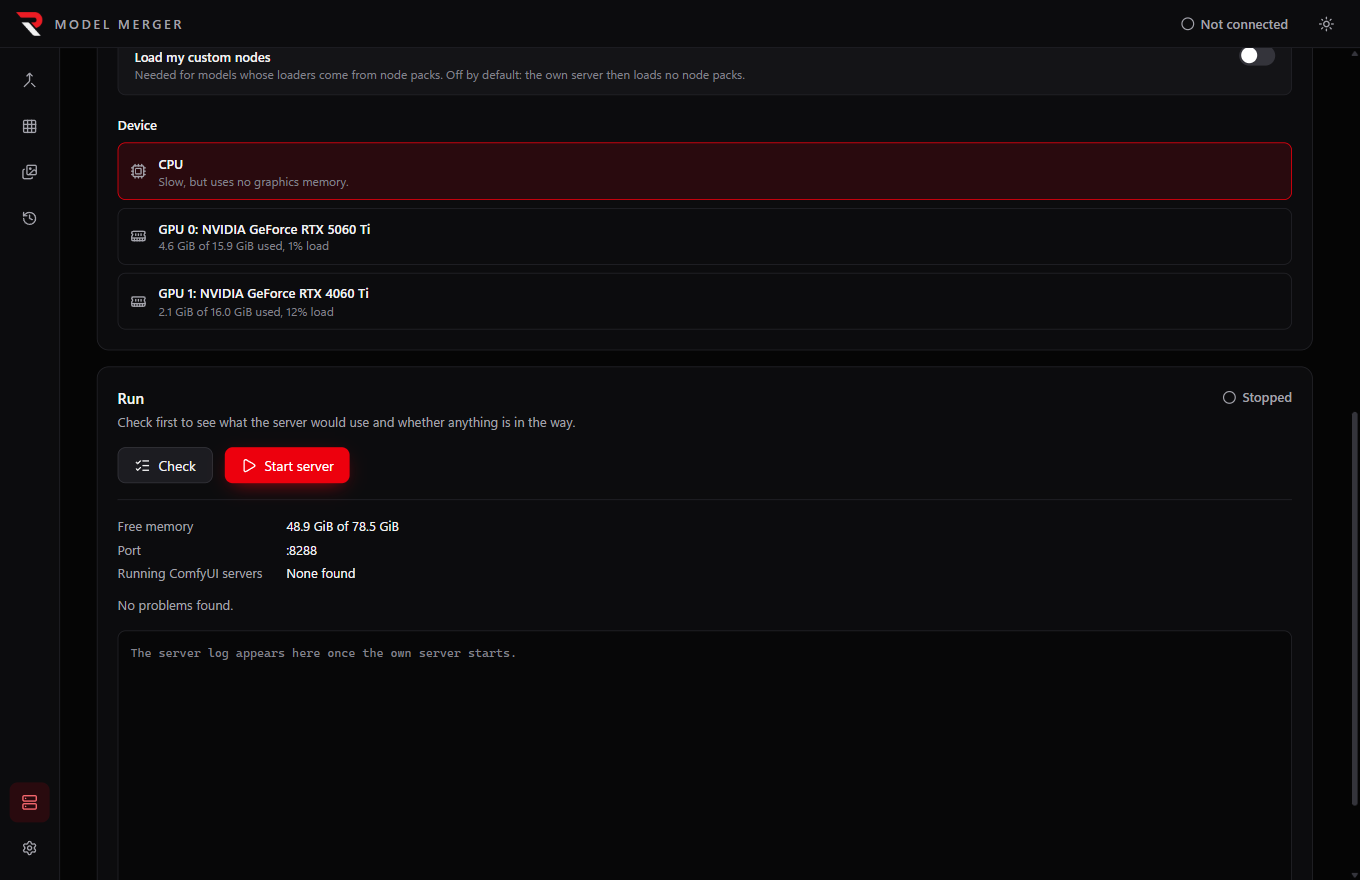 MODEL MERGER
Not connected
Load my custom nodes
Needed for models whose loaders come from node packs. Off by default: the own server then loads no node packs.
Device
CPU
Slow, but uses no graphics memory.
GPU 0: NVIDIA GeForce RTX 5060 Ti
4.6 GiB of 15.9 GiB used, 1% load
GPU 1: NVIDIA GeForce RTX 4060 Ti
2.1 GiB of 16.0 GiB used, 12% load
Run
Stopped
Check first to see what the server would use and whether anything is in the way.
Check
Start server
Free memory 48.9 GiB of 78.5 GiB
Port :8288
Running ComfyUI servers None found
No problems found.
The server log appears here once the own server starts.